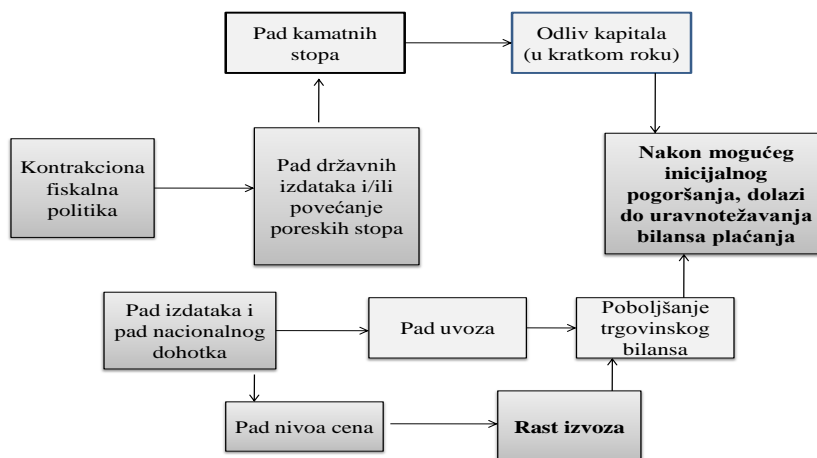 Pad kamatnih
stopa
Odliv kapitala
(u kratkom roku)
Kontrakciona
fiskalna
politika
Pad državnih
izdataka i/ili
povećanje
poreskih stopa
Nakon mogućeg
inicijalnog
pogoršanja, dolazi
do uravnotežavanja
bilansa plaćanja
Pad izdataka i
pad nacionalnog
dohotka
Pad uvoza
Poboljšanje
trgovinskog
bilansa
Pad nivoa cena
Rast izvoza